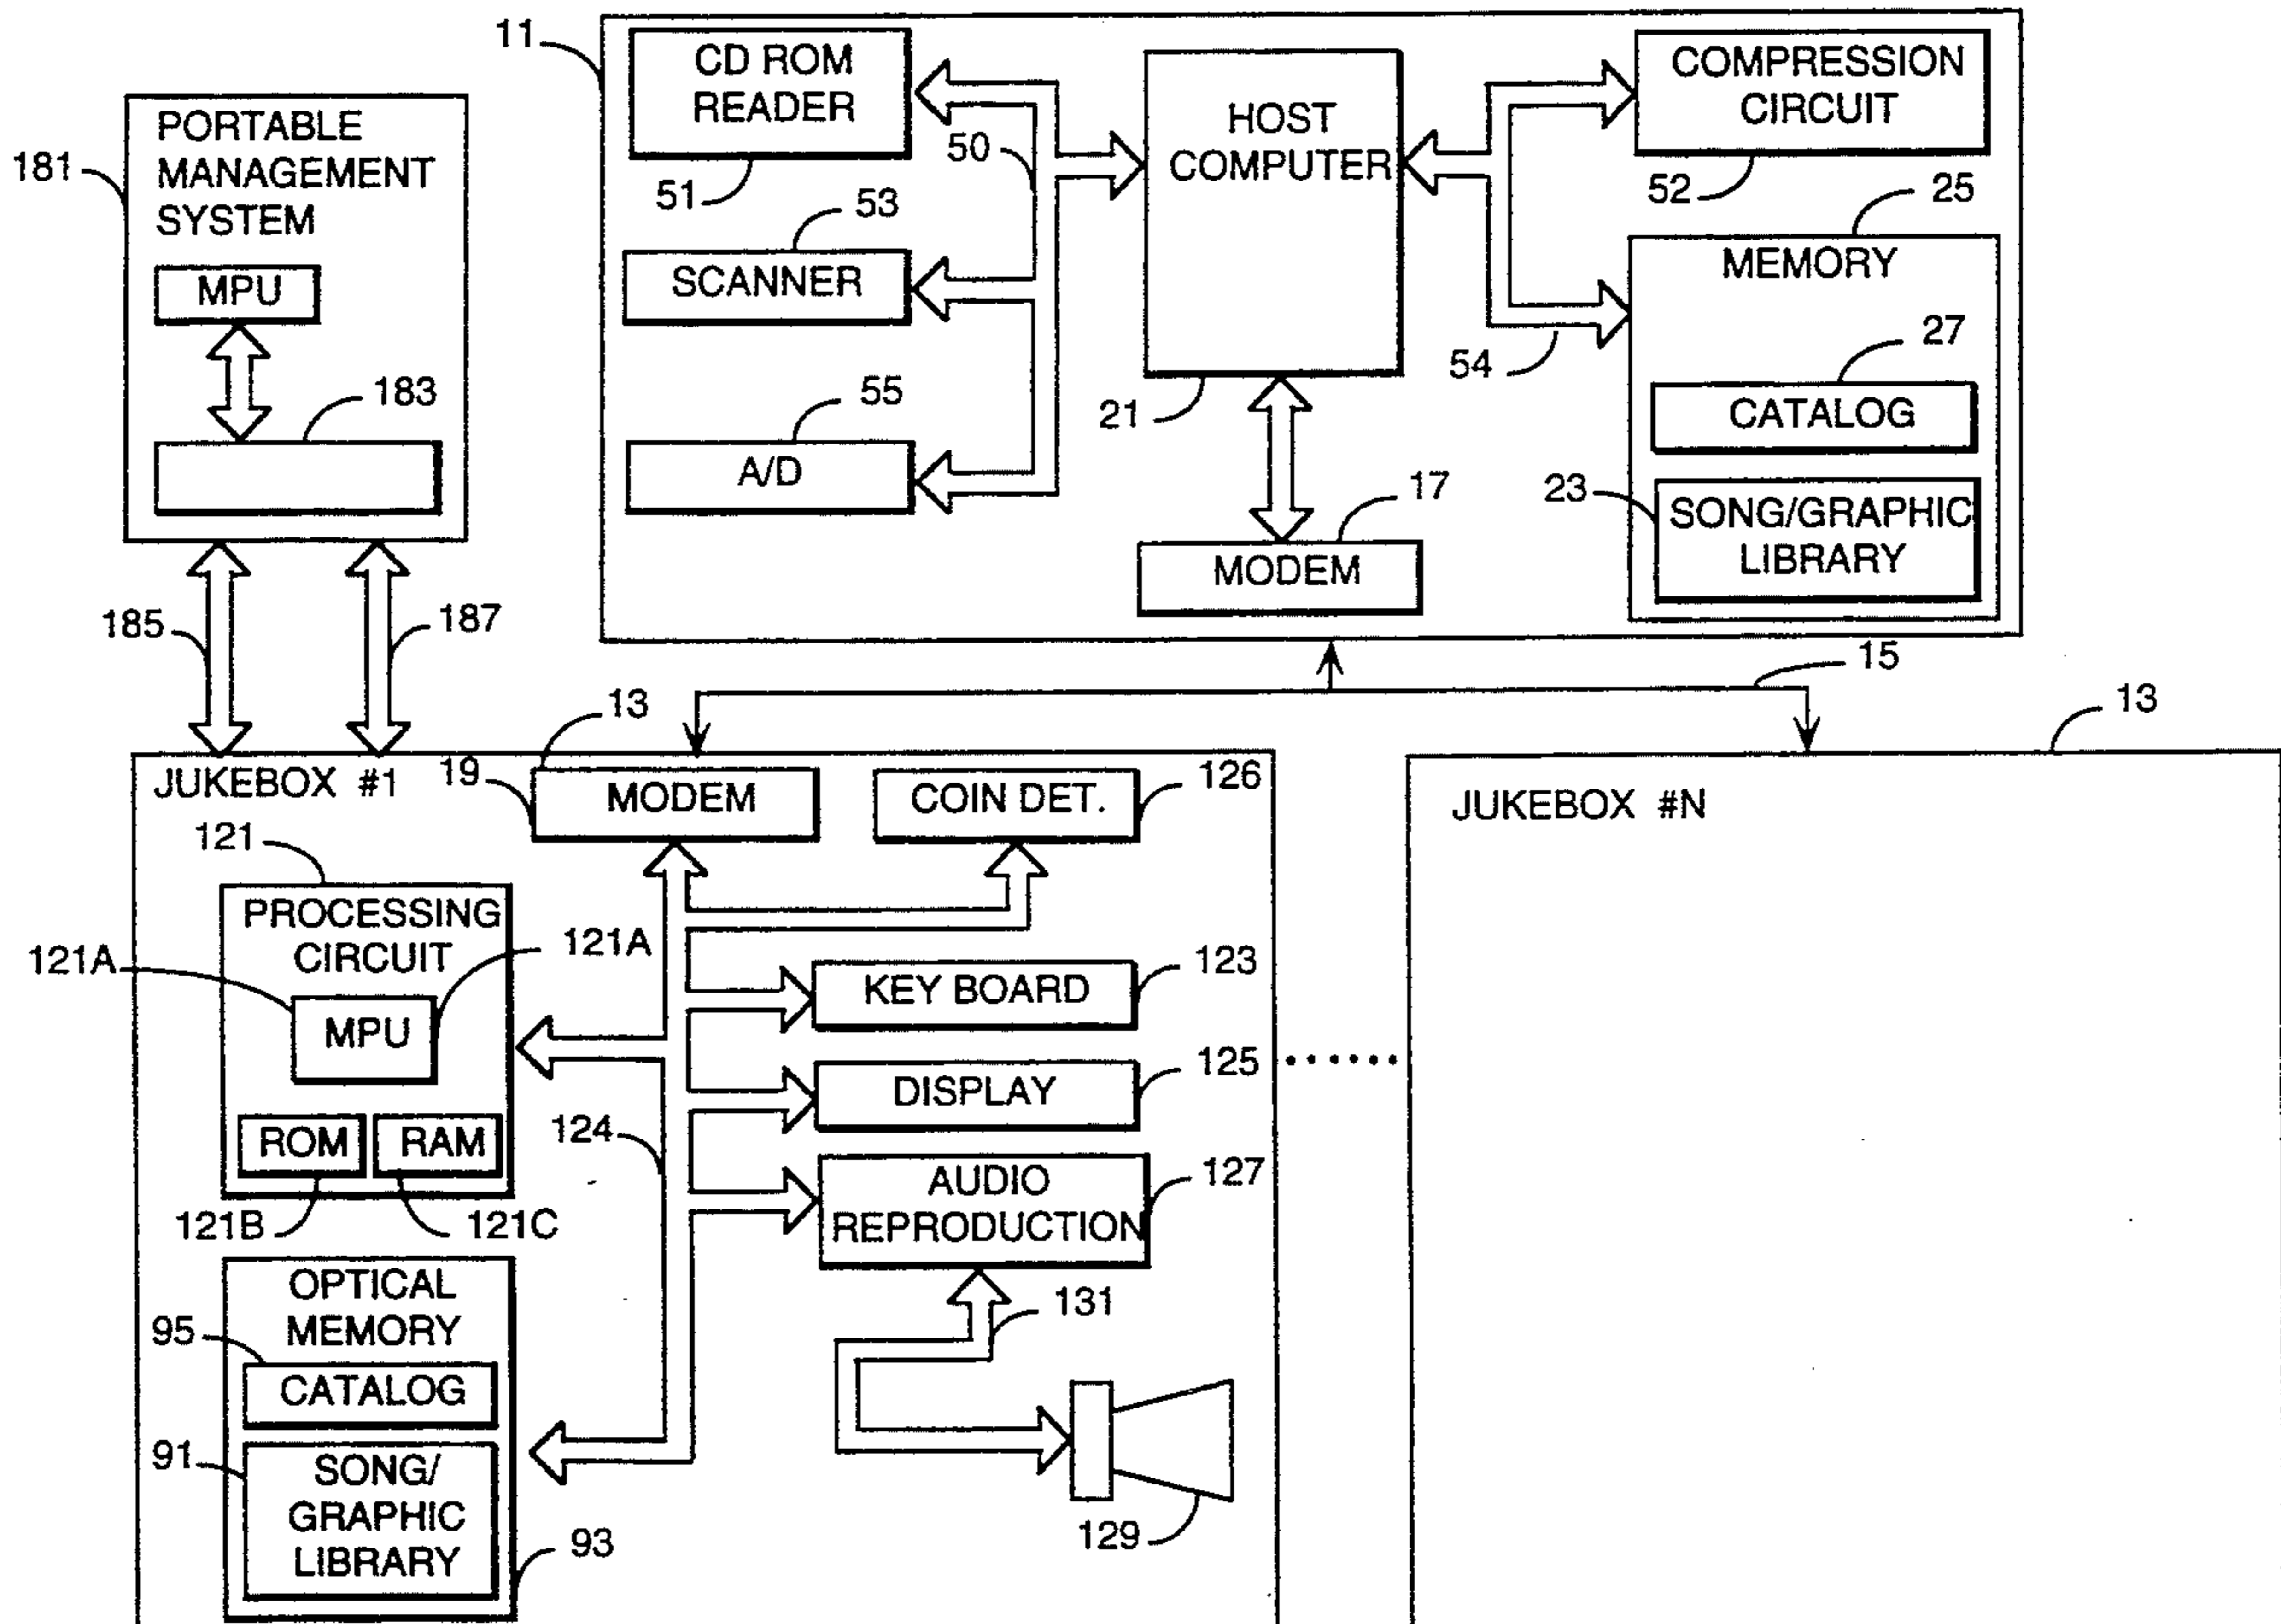 11
CD ROM
READER
51
50
53
SCANNER
55
A/D
HOST
COMPUTER
21
17
MODEM
COMPRESSION
CIRCUIT
52
25
MEMORY
54
27
CATALOG
23
SONG/GRAPHIC
LIBRARY
PORTABLE
MANAGEMENT
SYSTEM
181
MPU
183
185
187
15
13
JUKEBOX #1
19
MODEM
COIN DET.
126
121
PROCESSING
CIRCUIT
121A
121A
MPU
ROM
RAM
121B
121C
124
KEY BOARD
123
DISPLAY
125
AUDIO
REPRODUCTION
127
131
129
OPTICAL
MEMORY
95
CATALOG
91
SONG/
GRAPHIC
LIBRARY
93
13
JUKEBOX #N